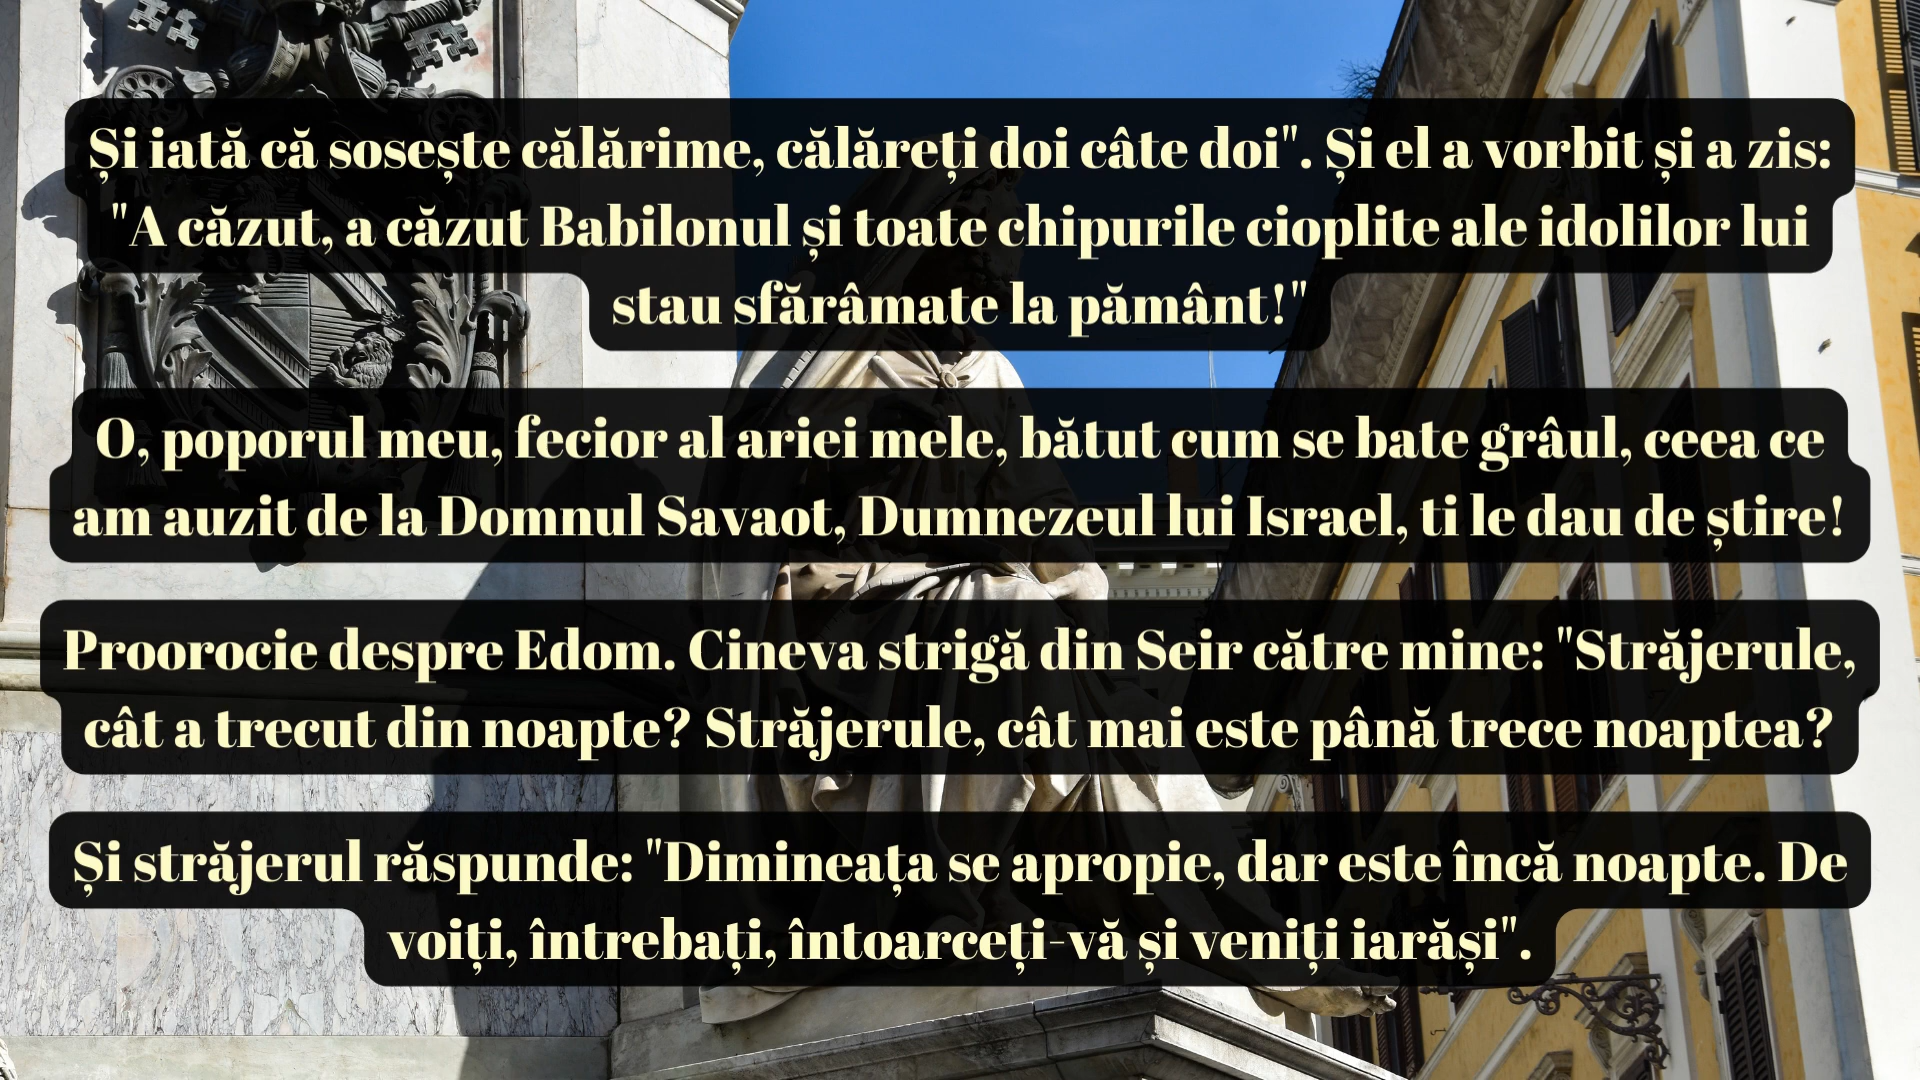 Și iată că sosește călărime, călăreți doi câte doi". Și el a vorbit și a zis:
"A căzut, a căzut Babilonul și toate chipurile cioplite ale idolilor lui
stau sfărâmate la pământ!"
O, poporul meu, fecior al ariei mele, bătut cum se bate grâul, ceea ce
am auzit de la Domnul Savaot, Dumnezeul lui Israel, ti le dau de știre!
Proorocie despre Edom. Cineva strigă din Seir către mine: "Străjerule,
cât a trecut din noapte? Străjerule, cât mai este până trece noaptea?
Și străjerul răspunde: "Dimineața se apropie, dar este încă noapte. De
voiți, întrebați, întoarceți-vă și veniți iarăși".